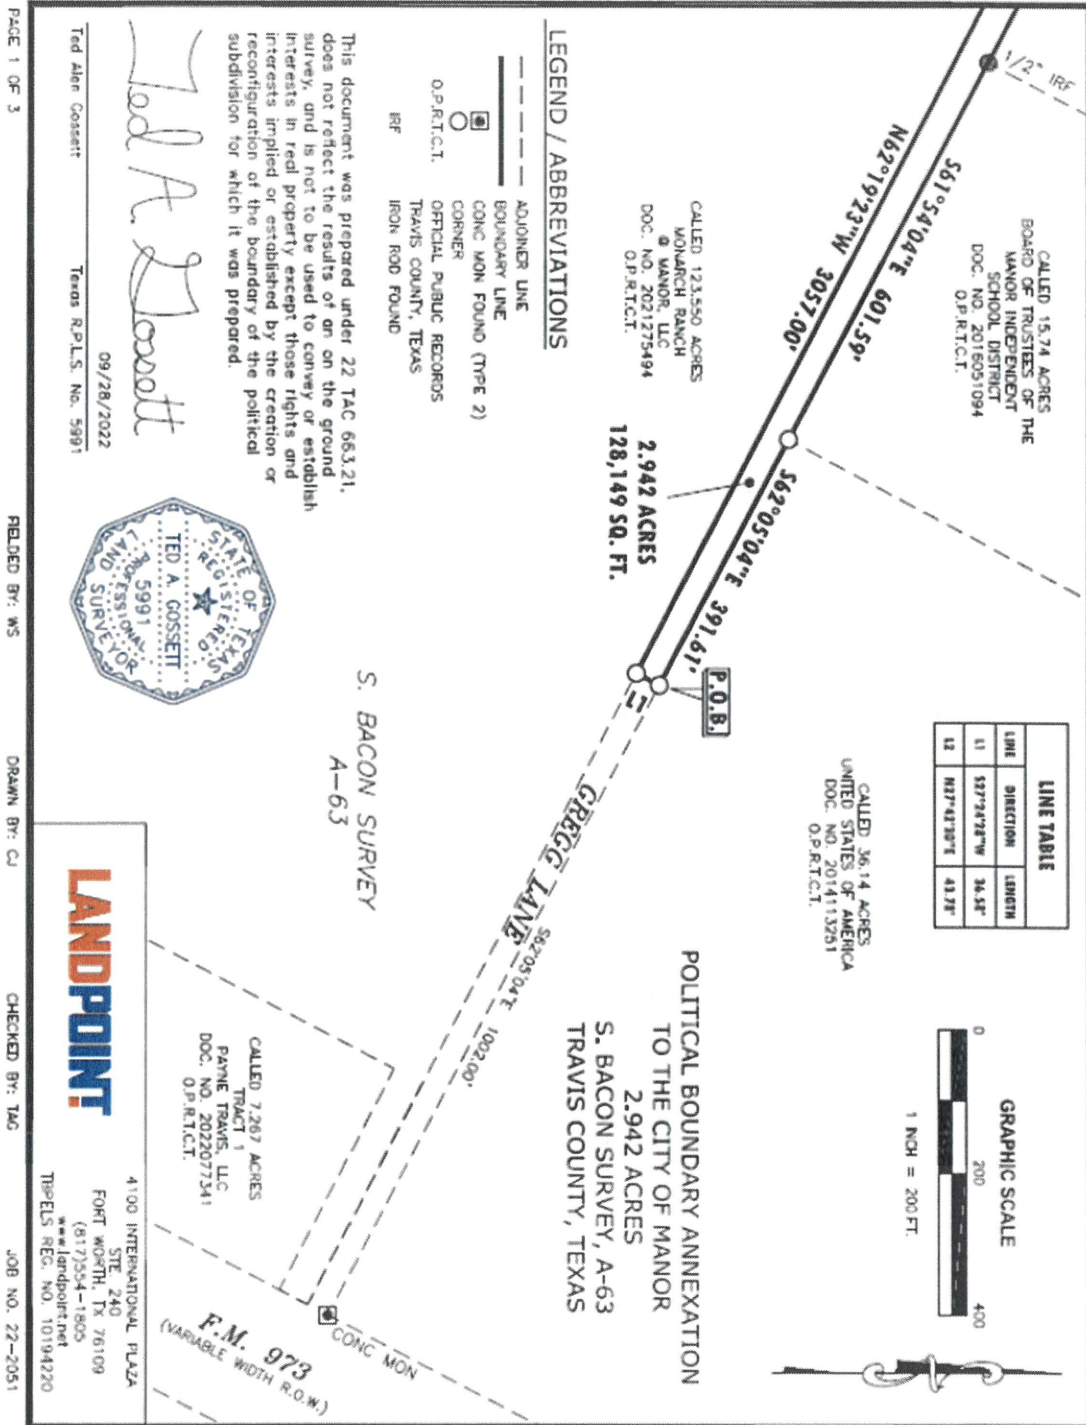 1/2" IRF
CALLED 15.74 ACRES
BOARD OF TRUSTEES OF THE
MANOR INDEPENDENT
SCHOOL DISTRICT
DOC. NO. 2016051094
O.P.R.T.C.T.
S61°54'04"E 601.59'
N62°19'23"W 3057.00'
S62°05'04"E 391.61'
CALLED 123.550 ACRES
MONARCH RANCH
@ MANOR, LLC
DOC. NO. 2021275494
O.P.R.T.C.T.
2.942 ACRES
128,149 SQ. FT.
P.O.B.
L1
LINE TABLE
LINE DIRECTION LENGTH
L1 S27°24'28"W 36.58'
L2 N27°42'30"E 43.78'
CALLED 36.14 ACRES
UNITED STATES OF AMERICA
DOC. NO. 2014113251
O.P.R.T.C.T.
GRAPHIC SCALE
0 200 400
1 INCH = 200 FT.
POLITICAL BOUNDARY ANNEXATION
TO THE CITY OF MANOR
2.942 ACRES
S. BACON SURVEY, A-63
TRAVIS COUNTY, TEXAS
GREGG LANE
S62°05'04"E 1002.00'
S. BACON SURVEY
A-63
CALLED 7.267 ACRES
TRACT 1
PAYNE TRAVIS, LLC
DOC. NO. 2022077341
O.P.R.T.C.T.
CONC MON
F.M. 973
(VARIABLE WIDTH R.O.W.)
LEGEND / ABBREVIATIONS
ADJOINER LINE
BOUNDARY LINE
CONC MON FOUND (TYPE 2)
CORNER
O.P.R.T.C.T. OFFICIAL PUBLIC RECORDS
TRAVIS COUNTY, TEXAS
IRF IRON ROD FOUND
This document was prepared under 22 TAC 663.21,
does not reflect the results of an on the ground
survey, and is not to be used to convey or establish
interests in real property except those rights and
interests implied or established by the creation or
reconfiguration of the boundary of the political
subdivision for which it was prepared.
Ted A. Gossett
09/28/2022
Ted Alen Gossett Texas R.P.L.S. No. 5991
STATE OF TEXAS
REGISTERED
TED A. GOSSETT
5991
PROFESSIONAL
LAND SURVEYOR
LANDPOINT
4100 INTERNATIONAL PLAZA
STE. 240
FORT WORTH, TX 76109
(817)554-1805
www.landpoint.net
TBPELS REG. NO. 10194220
PAGE 1 OF 3 FIELDED BY: WS DRAWN BY: CJ CHECKED BY: TAG JOB NO. 22-2051